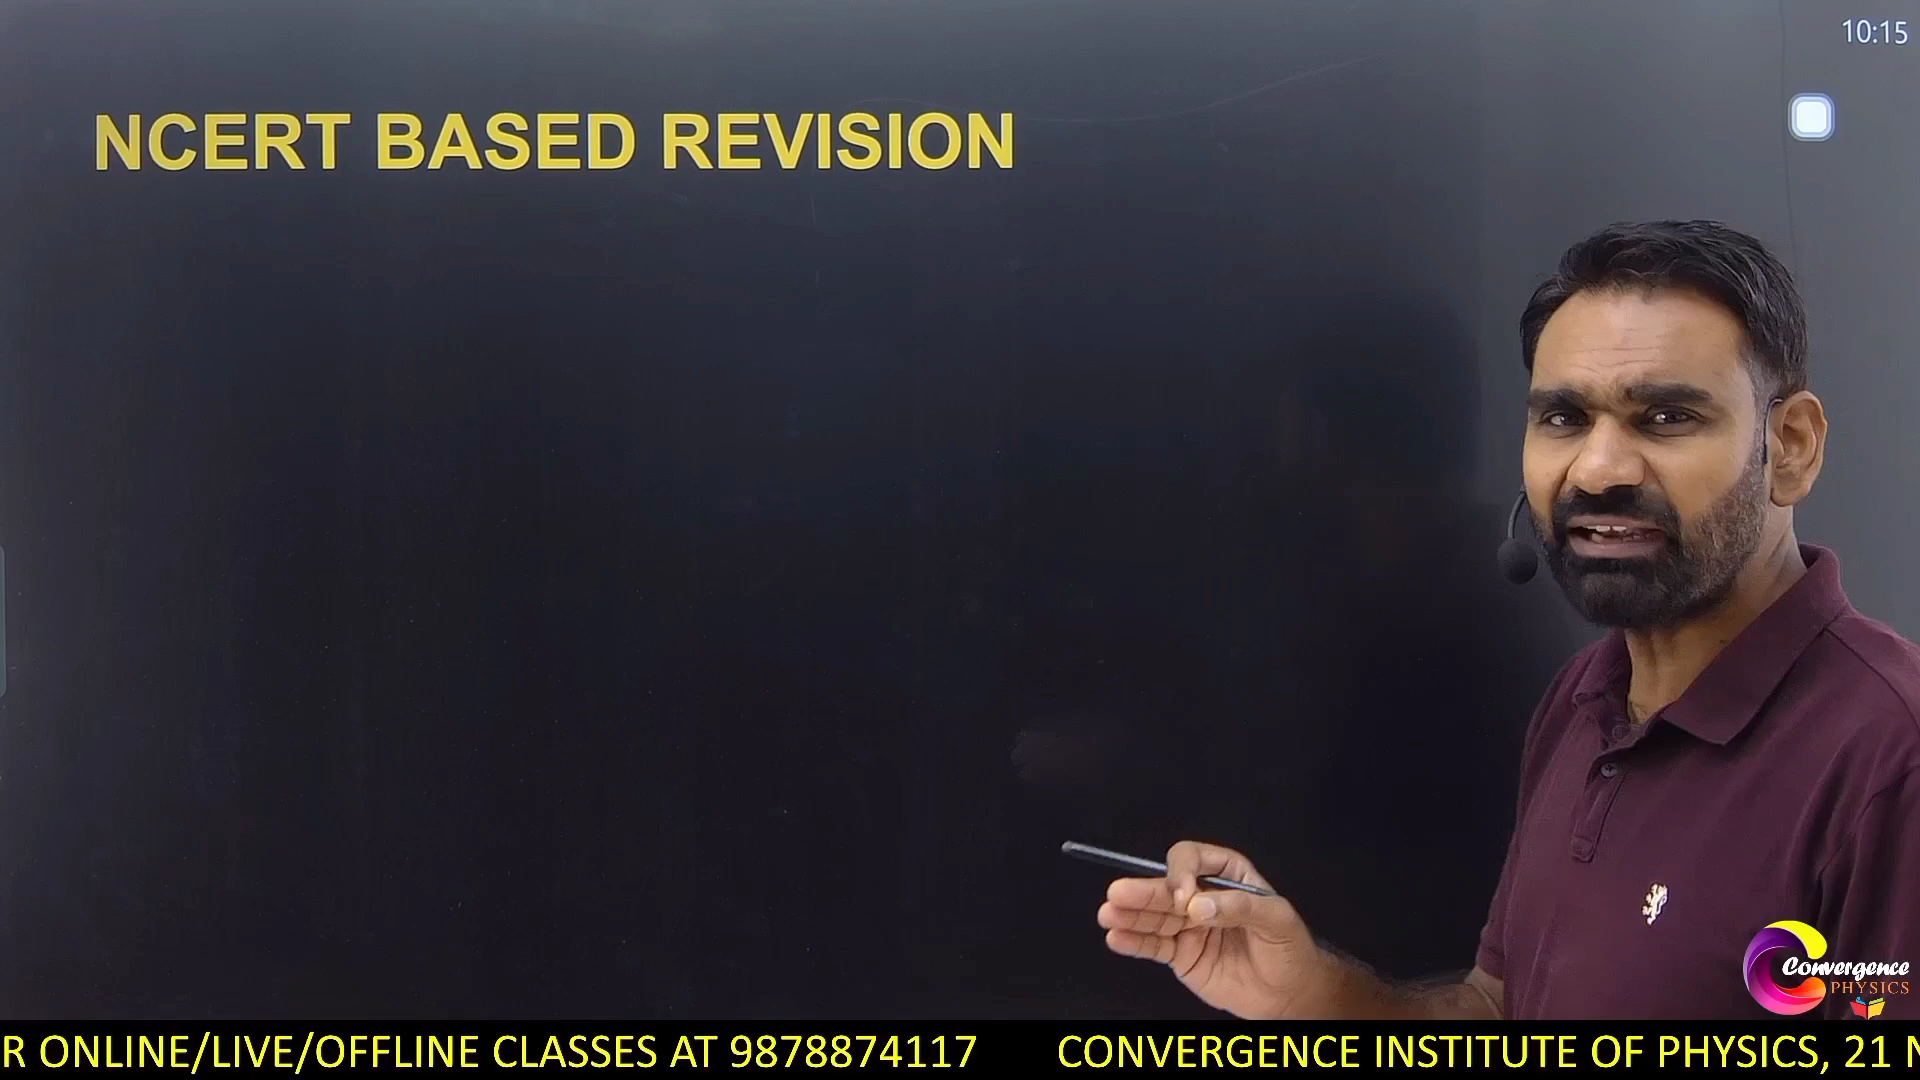 10:15
NCERT BASED REVISION
Convergence
PHYSICS
R ONLINE/LIVE/OFFLINE CLASSES AT 9878874117 CONVERGENCE INSTITUTE OF PHYSICS, 21 N